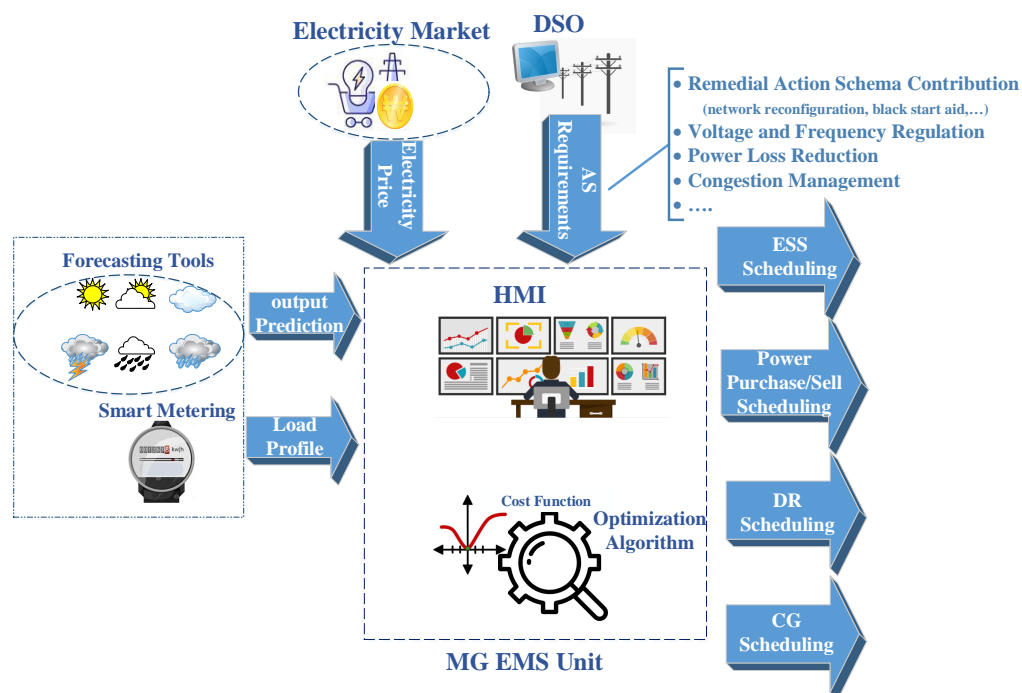 Electricity Market
DSO
• Remedial Action Schema Contribution
(network reconfiguration, black start aid,…)
• Voltage and Frequency Regulation
• Power Loss Reduction
• Congestion Management
• ….
Electricity
Price
AS
Requirements
Forecasting Tools
output
Prediction
Smart Metering
kw|h
Load
Profile
HMI
Cost Function
Optimization
Algorithm
MG EMS Unit
ESS
Scheduling
Power
Purchase/Sell
Scheduling
DR
Scheduling
CG
Scheduling